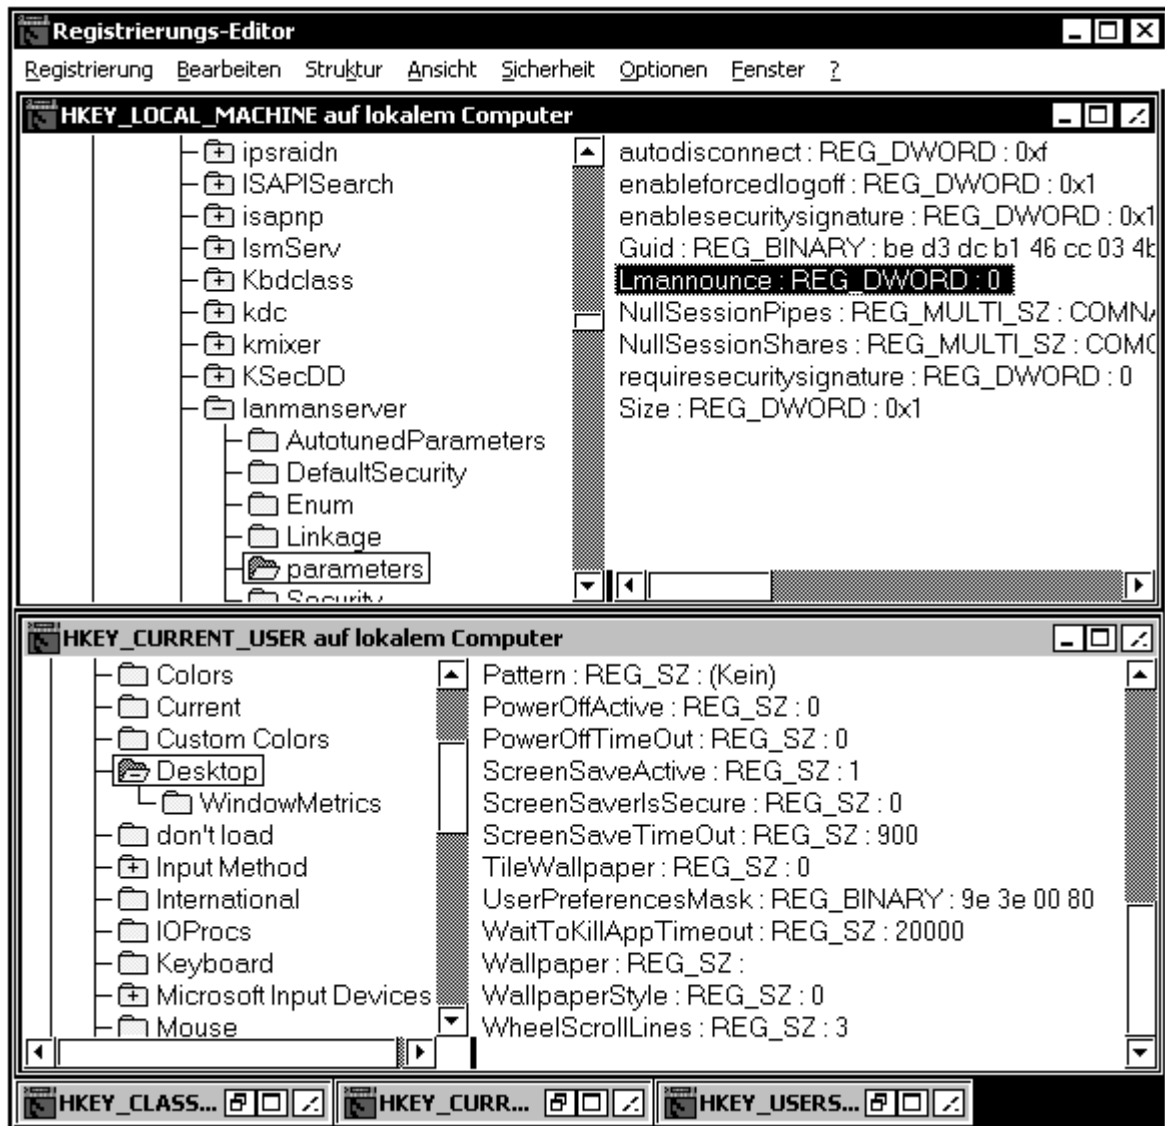 Registrierungs-Editor
Registrierung Bearbeiten Struktur Ansicht Sicherheit Optionen Fenster ?
HKEY_LOCAL_MACHINE auf lokalem Computer
ipsraidn
ISAPISearch
isapnp
IsmServ
Kbdclass
kdc
kmixer
KSecDD
lanmanserver
AutotunedParameters
DefaultSecurity
Enum
Linkage
parameters
Security
autodisconnect : REG_DWORD : 0xf
enableforcedlogoff : REG_DWORD : 0x1
enablesecuritysignature : REG_DWORD : 0x1
Guid : REG_BINARY : be d3 dc b1 46 cc 03 4b
Lmannounce : REG_DWORD : 0
NullSessionPipes : REG_MULTI_SZ : COMNA
NullSessionShares : REG_MULTI_SZ : COMC
requiresecuritysignature : REG_DWORD : 0
Size : REG_DWORD : 0x1
HKEY_CURRENT_USER auf lokalem Computer
Colors
Current
Custom Colors
Desktop
WindowMetrics
don't load
Input Method
International
IOProcs
Keyboard
Microsoft Input Devices
Mouse
Pattern : REG_SZ : (Kein)
PowerOffActive : REG_SZ : 0
PowerOffTimeOut : REG_SZ : 0
ScreenSaveActive : REG_SZ : 1
ScreenSaverIsSecure : REG_SZ : 0
ScreenSaveTimeOut : REG_SZ : 900
TileWallpaper : REG_SZ : 0
UserPreferencesMask : REG_BINARY : 9e 3e 00 80
WaitToKillAppTimeout : REG_SZ : 20000
Wallpaper : REG_SZ :
WallpaperStyle : REG_SZ : 0
WheelScrollLines : REG_SZ : 3
HKEY_CLASS... HKEY_CURR... HKEY_USERS...